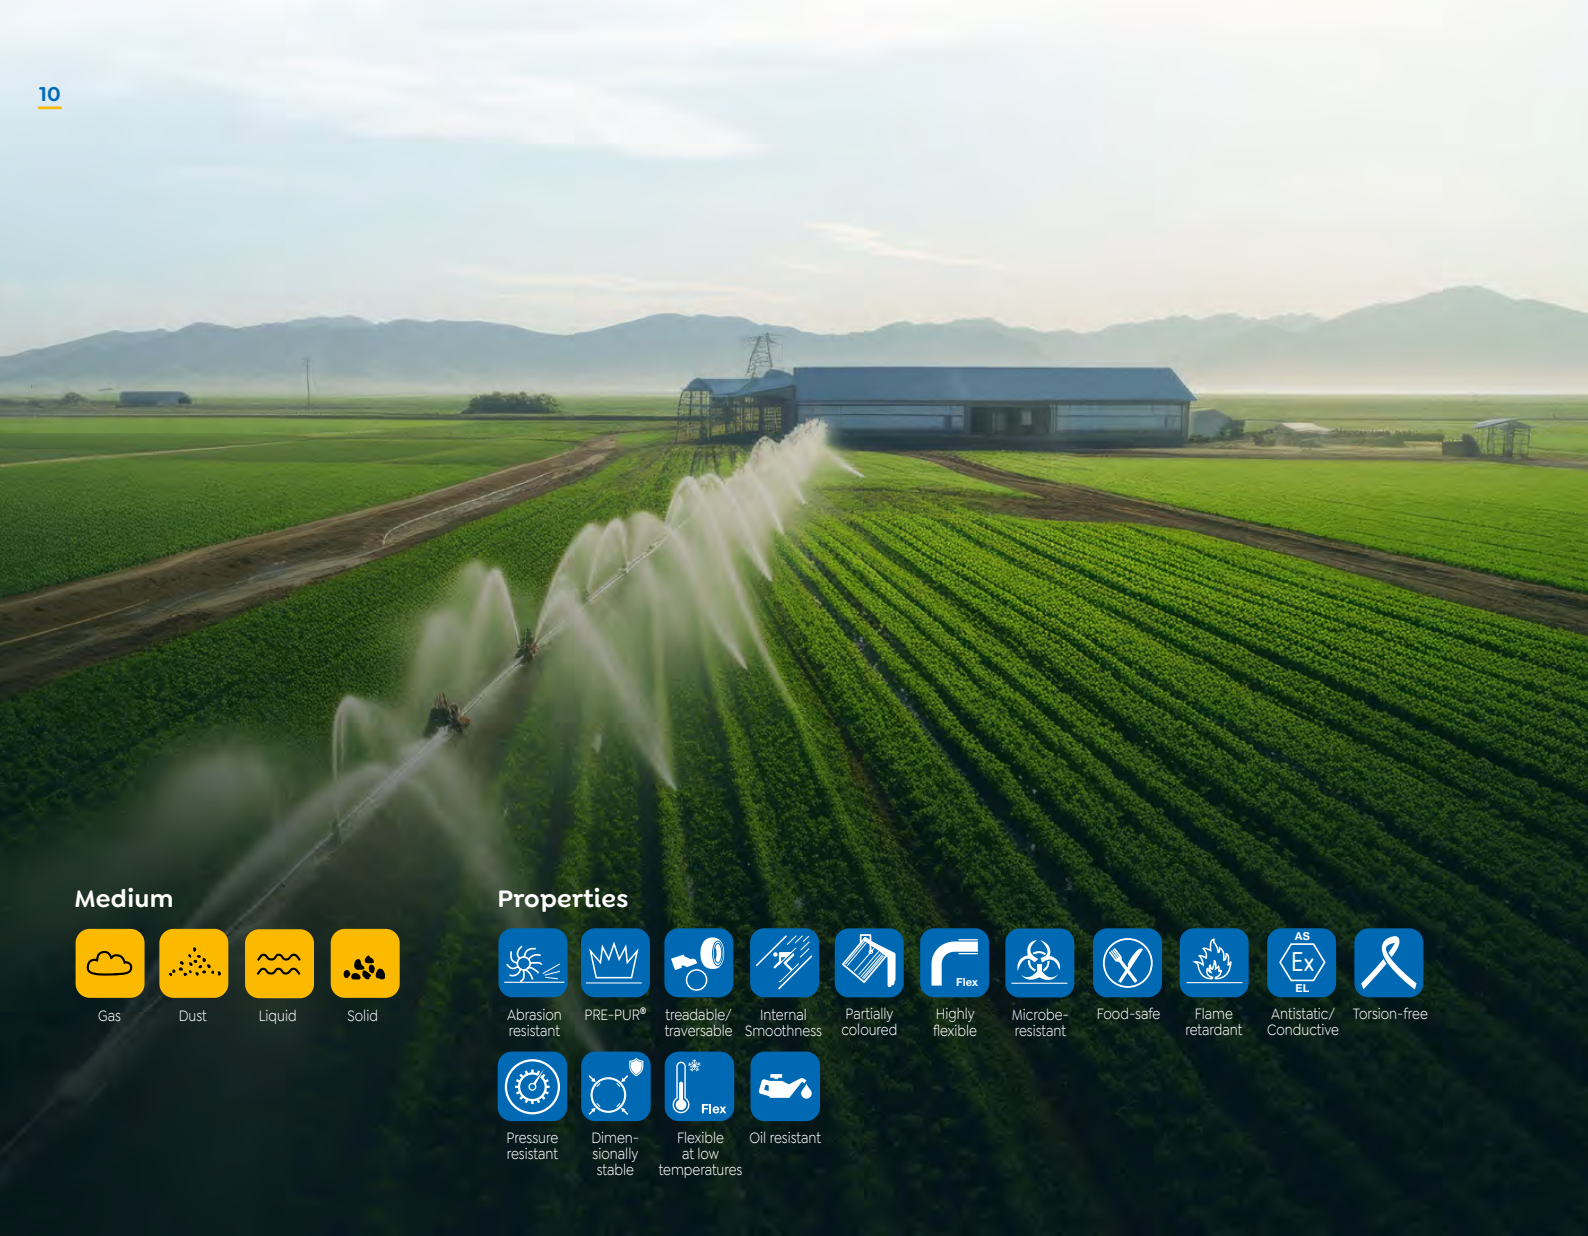 10
Medium
Gas
Dust
Liquid
Solid
Properties
Flex
AS
Ex
EL
Abrasion
resistant
PRE-PUR®
treadable/
traversable
Internal
Smoothness
Partially
coloured
Highly
flexible
Microbe-
resistant
Food-safe
Flame
retardant
Antistatic/
Conductive
Torsion-free
Flex
Pressure
resistant
Dimen-
sionally
stable
Flexible
at low
temperatures
Oil resistant